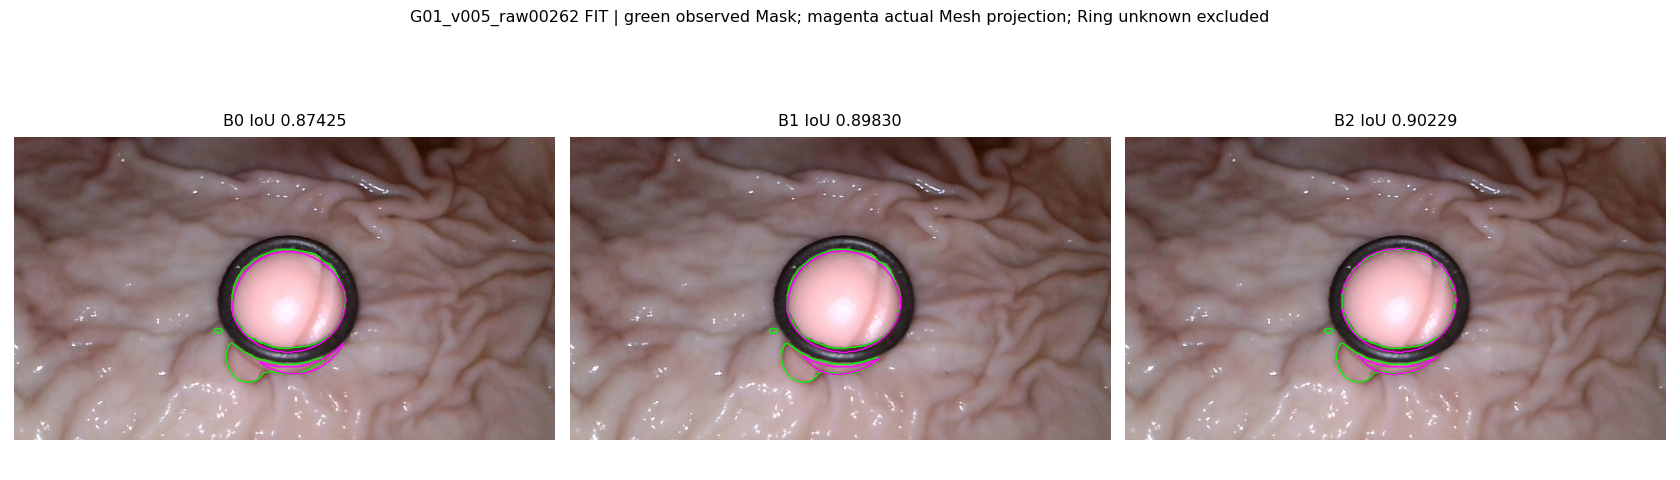 G01_v005_raw00262 FIT | green observed Mask; magenta actual Mesh projection; Ring unknown excluded
B0 IoU 0.87425
B1 IoU 0.89830
B2 IoU 0.90229